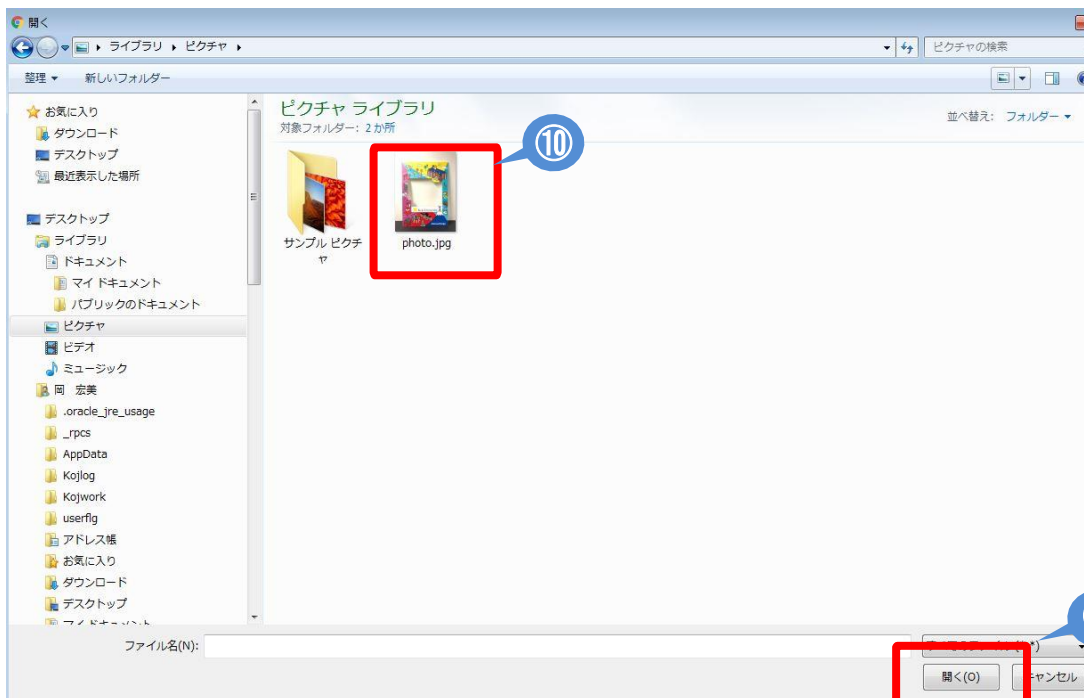 開く
ライブラリ ピクチャ
ピクチャの検索
整理 新しいフォルダー
お気に入り
ダウンロード
デスクトップ
最近表示した場所
デスクトップ
ライブラリ
ドキュメント
マイ ドキュメント
パブリックのドキュメント
ピクチャ
ビデオ
ミュージック
岡 宏美
.oracle_jre_usage
_rpcs
AppData
Kojlog
Kojwork
userflg
アドレス帳
お気に入り
ダウンロード
デスクトップ
ピクチャ ライブラリ
対象フォルダー: 2 か所
並べ替え: フォルダー
⑩
サンプル ピクチ
ャ
photo.jpg
ファイル名(N):
開く(O)
キャンセル